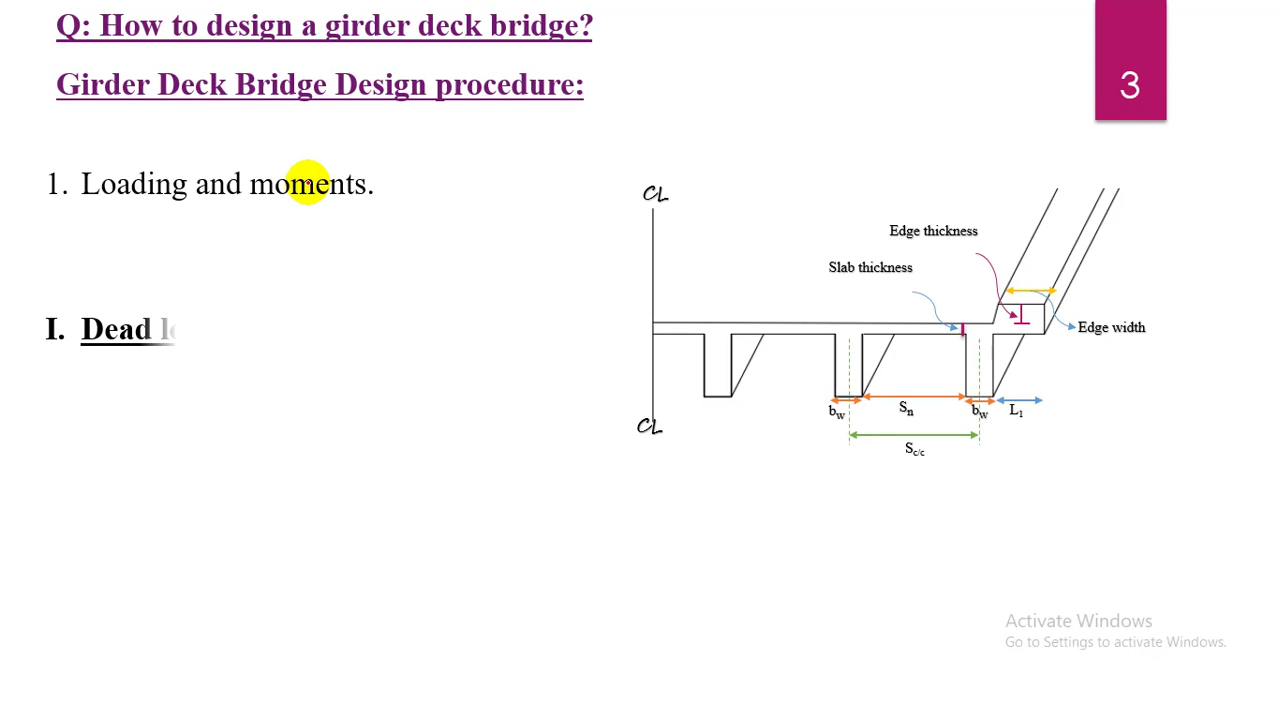 Q: How to design a girder deck bridge?
Girder Deck Bridge Design procedure:
3
1. Loading and moments.
I. Dead
CL
Edge thickness
Slab thickness
Edge width
bw
Sn
bw
L1
CL
Sc/c
Activate Windows
Go to Settings to activate Windows.